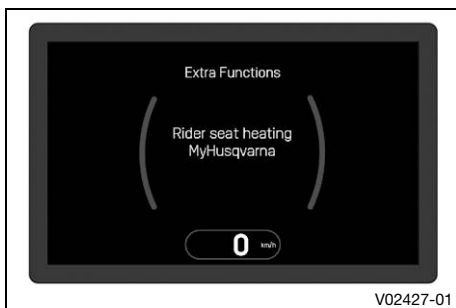 Extra Functions
Rider seat heating
MyHusqvarna
0 km/h
V02427-01